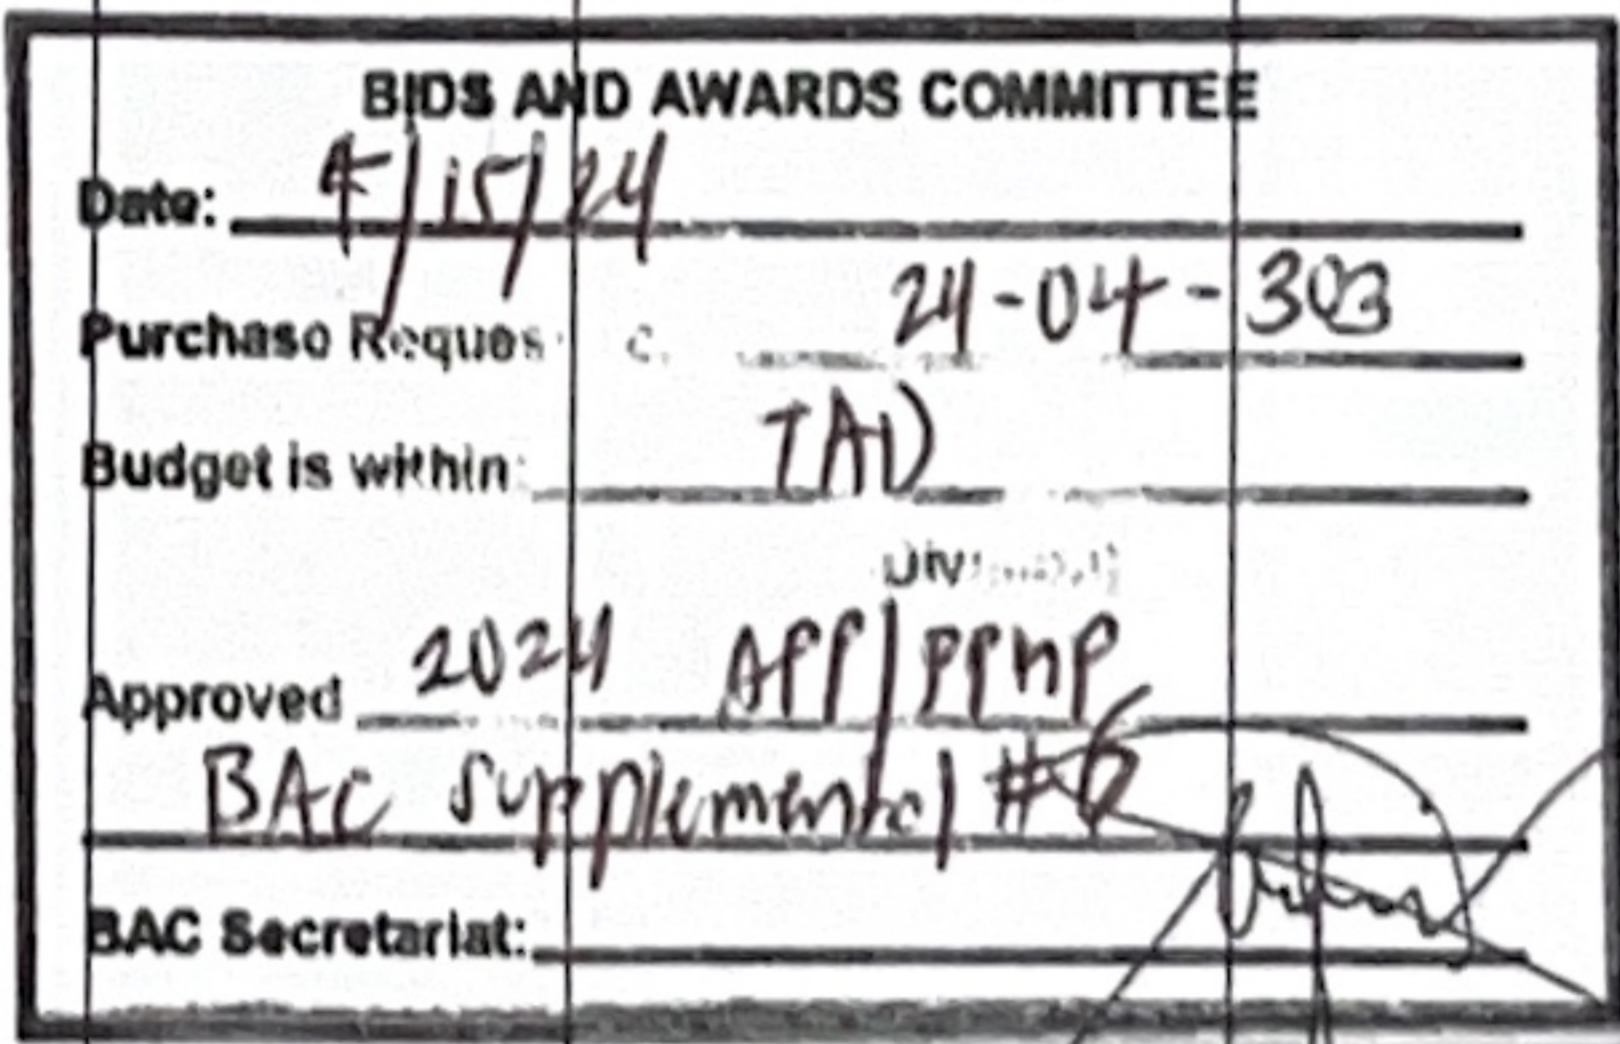 BIDS AND AWARDS COMMITTEE
Date: 4/15/24
Purchase Reques 24-04-303
Budget is within: TAD
Approved 2024 APP/PPMP
BAC Supplemental #6
BAC Secretariat: